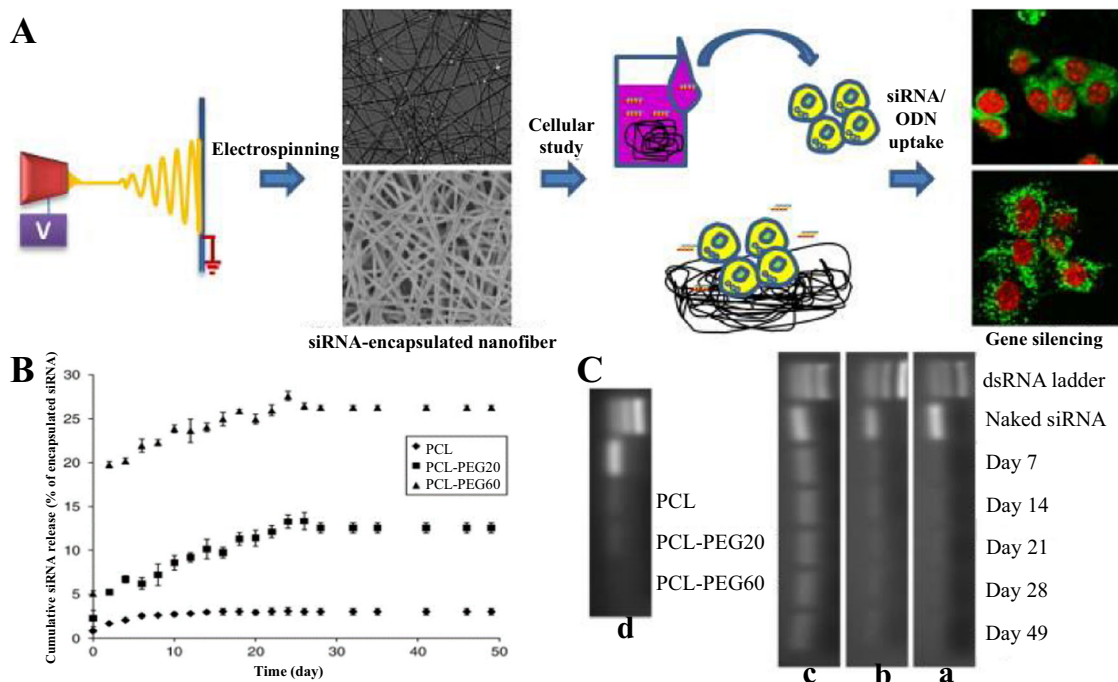 A
V
Electrospinning
siRNA-encapsulated nanofiber
Cellular
study
siRNA/
ODN
uptake
Gene silencing
B
Cumulative siRNA release (% of encapsulated siRNA)
30
25
20
15
10
5
0
PCL
PCL-PEG20
PCL-PEG60
0
10
20
30
40
50
Time (day)
C
PCL
PCL-PEG20
PCL-PEG60
d
dsRNA ladder
Naked siRNA
Day 7
Day 14
Day 21
Day 28
Day 49
c
b
a